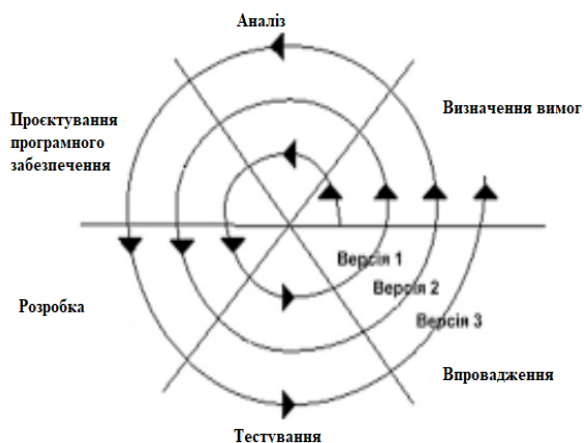 Аналіз
Визначення вимог
Проєктування
програмного
забезпечення
Версія 1
Версія 2
Версія 3
Розробка
Впровадження
Тестування